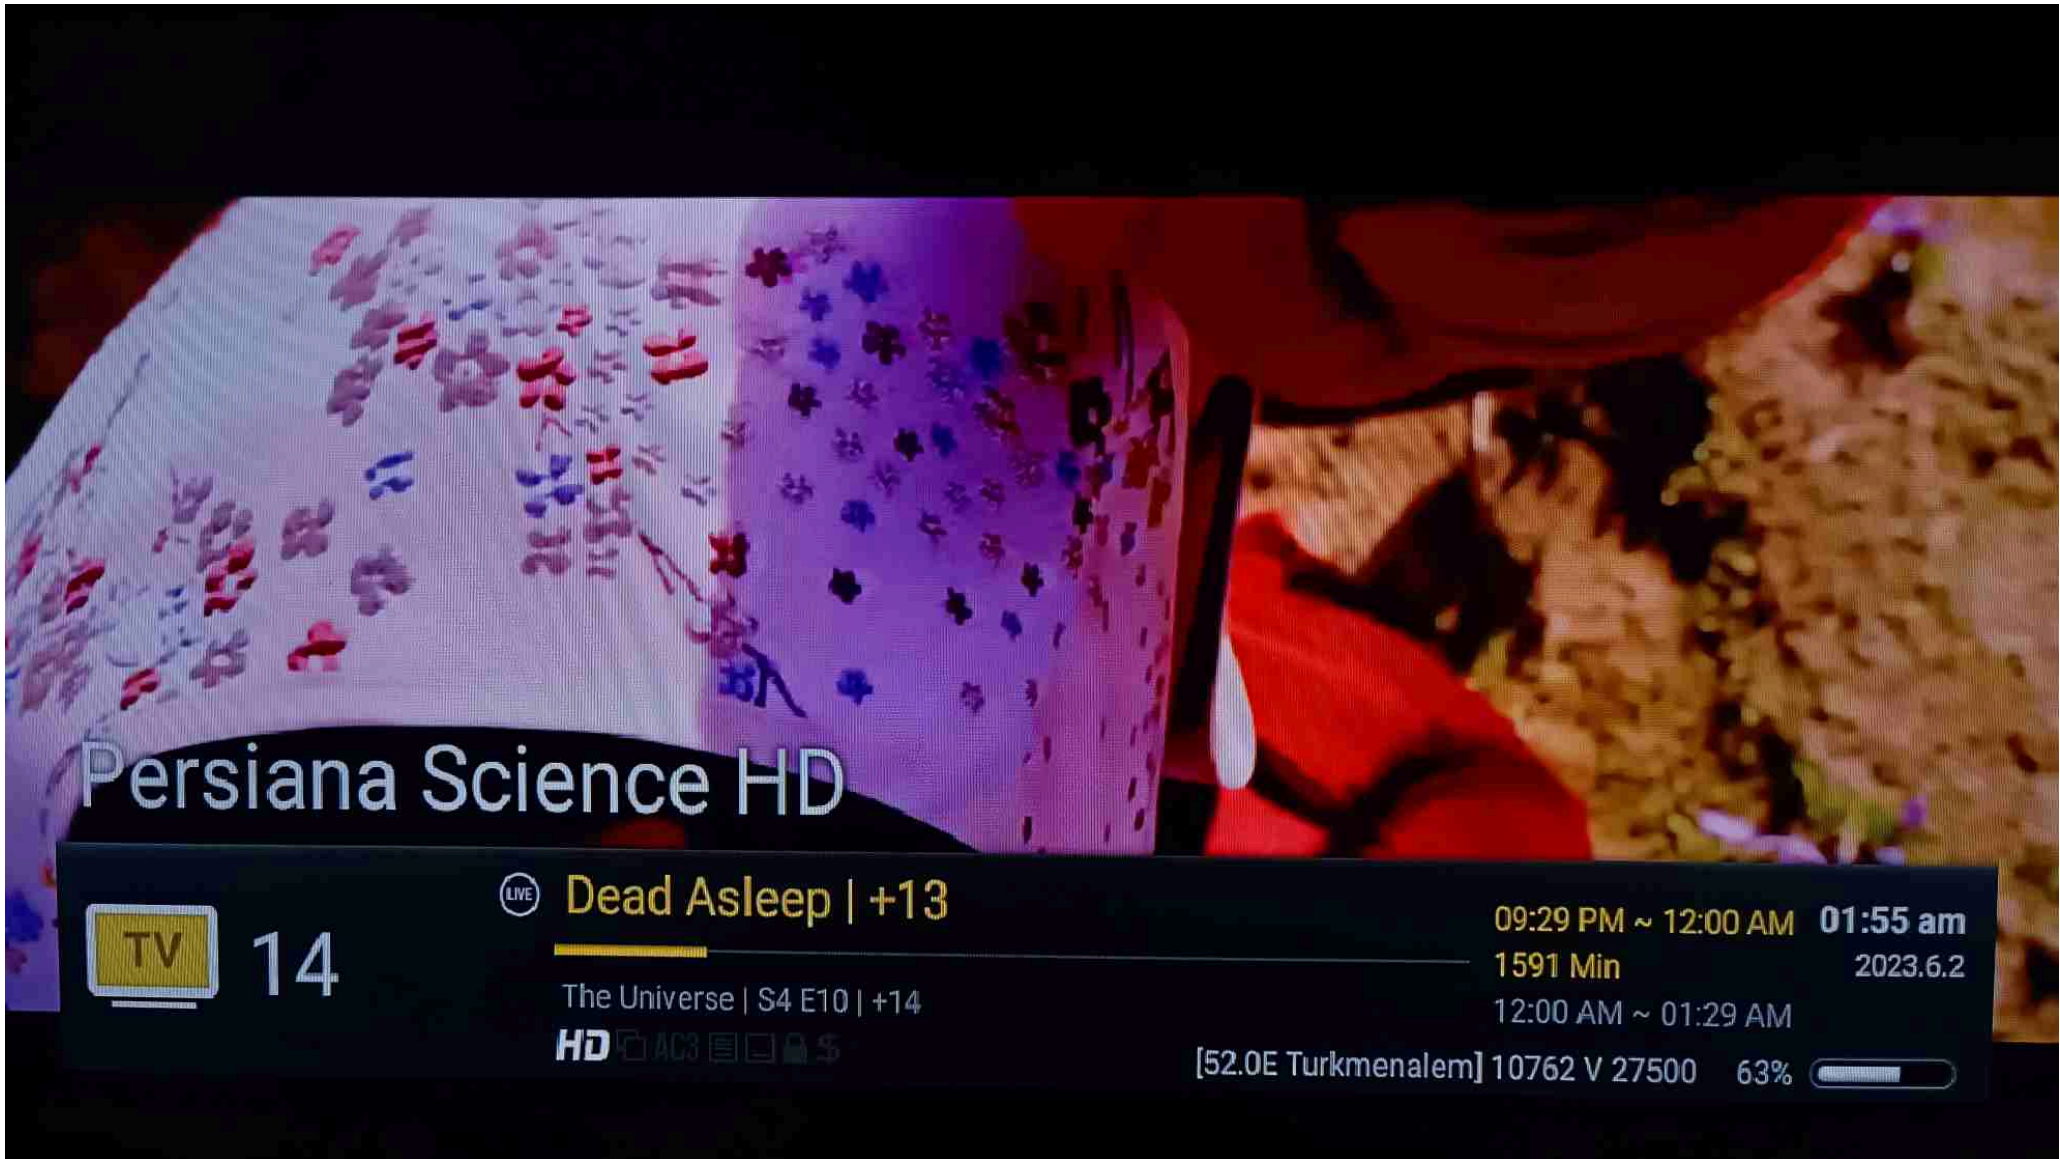 Persiana Science HD
TV
14
LIVE
Dead Asleep | +13
09:29 PM ~ 12:00 AM
01:55 am
1591 Min
2023.6.2
The Universe | S4 E10 | +14
12:00 AM ~ 01:29 AM
HD AC3 $
[52.0E Turkmenalem] 10762 V 27500 63%